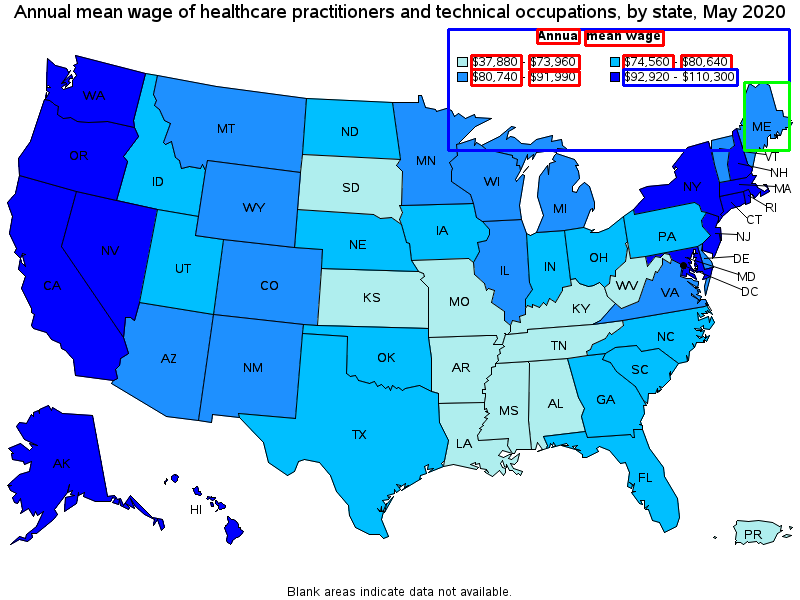 Annual mean wage of healthcare practitioners and technical occupations, by state, May 2020
Annual mean wage
$37,880 - $73,960 $74,560 - $80,640
$80,740 - $91,990 $92,920 - $110,300
WA
ME
MT
ND
OR
MN
VT
ID
SD
WI
NH
WY
NY
MA
MI
RI
IA
CT
NV
NE
PA
NJ
UT
OH
DE
IL
IN
CA
CO
WV
MD
KS
MO
VA
DC
KY
NC
TN
AZ
OK
NM
AR
SC
MS
AL
GA
TX
LA
AK
FL
HI
PR
Blank areas indicate data not available.